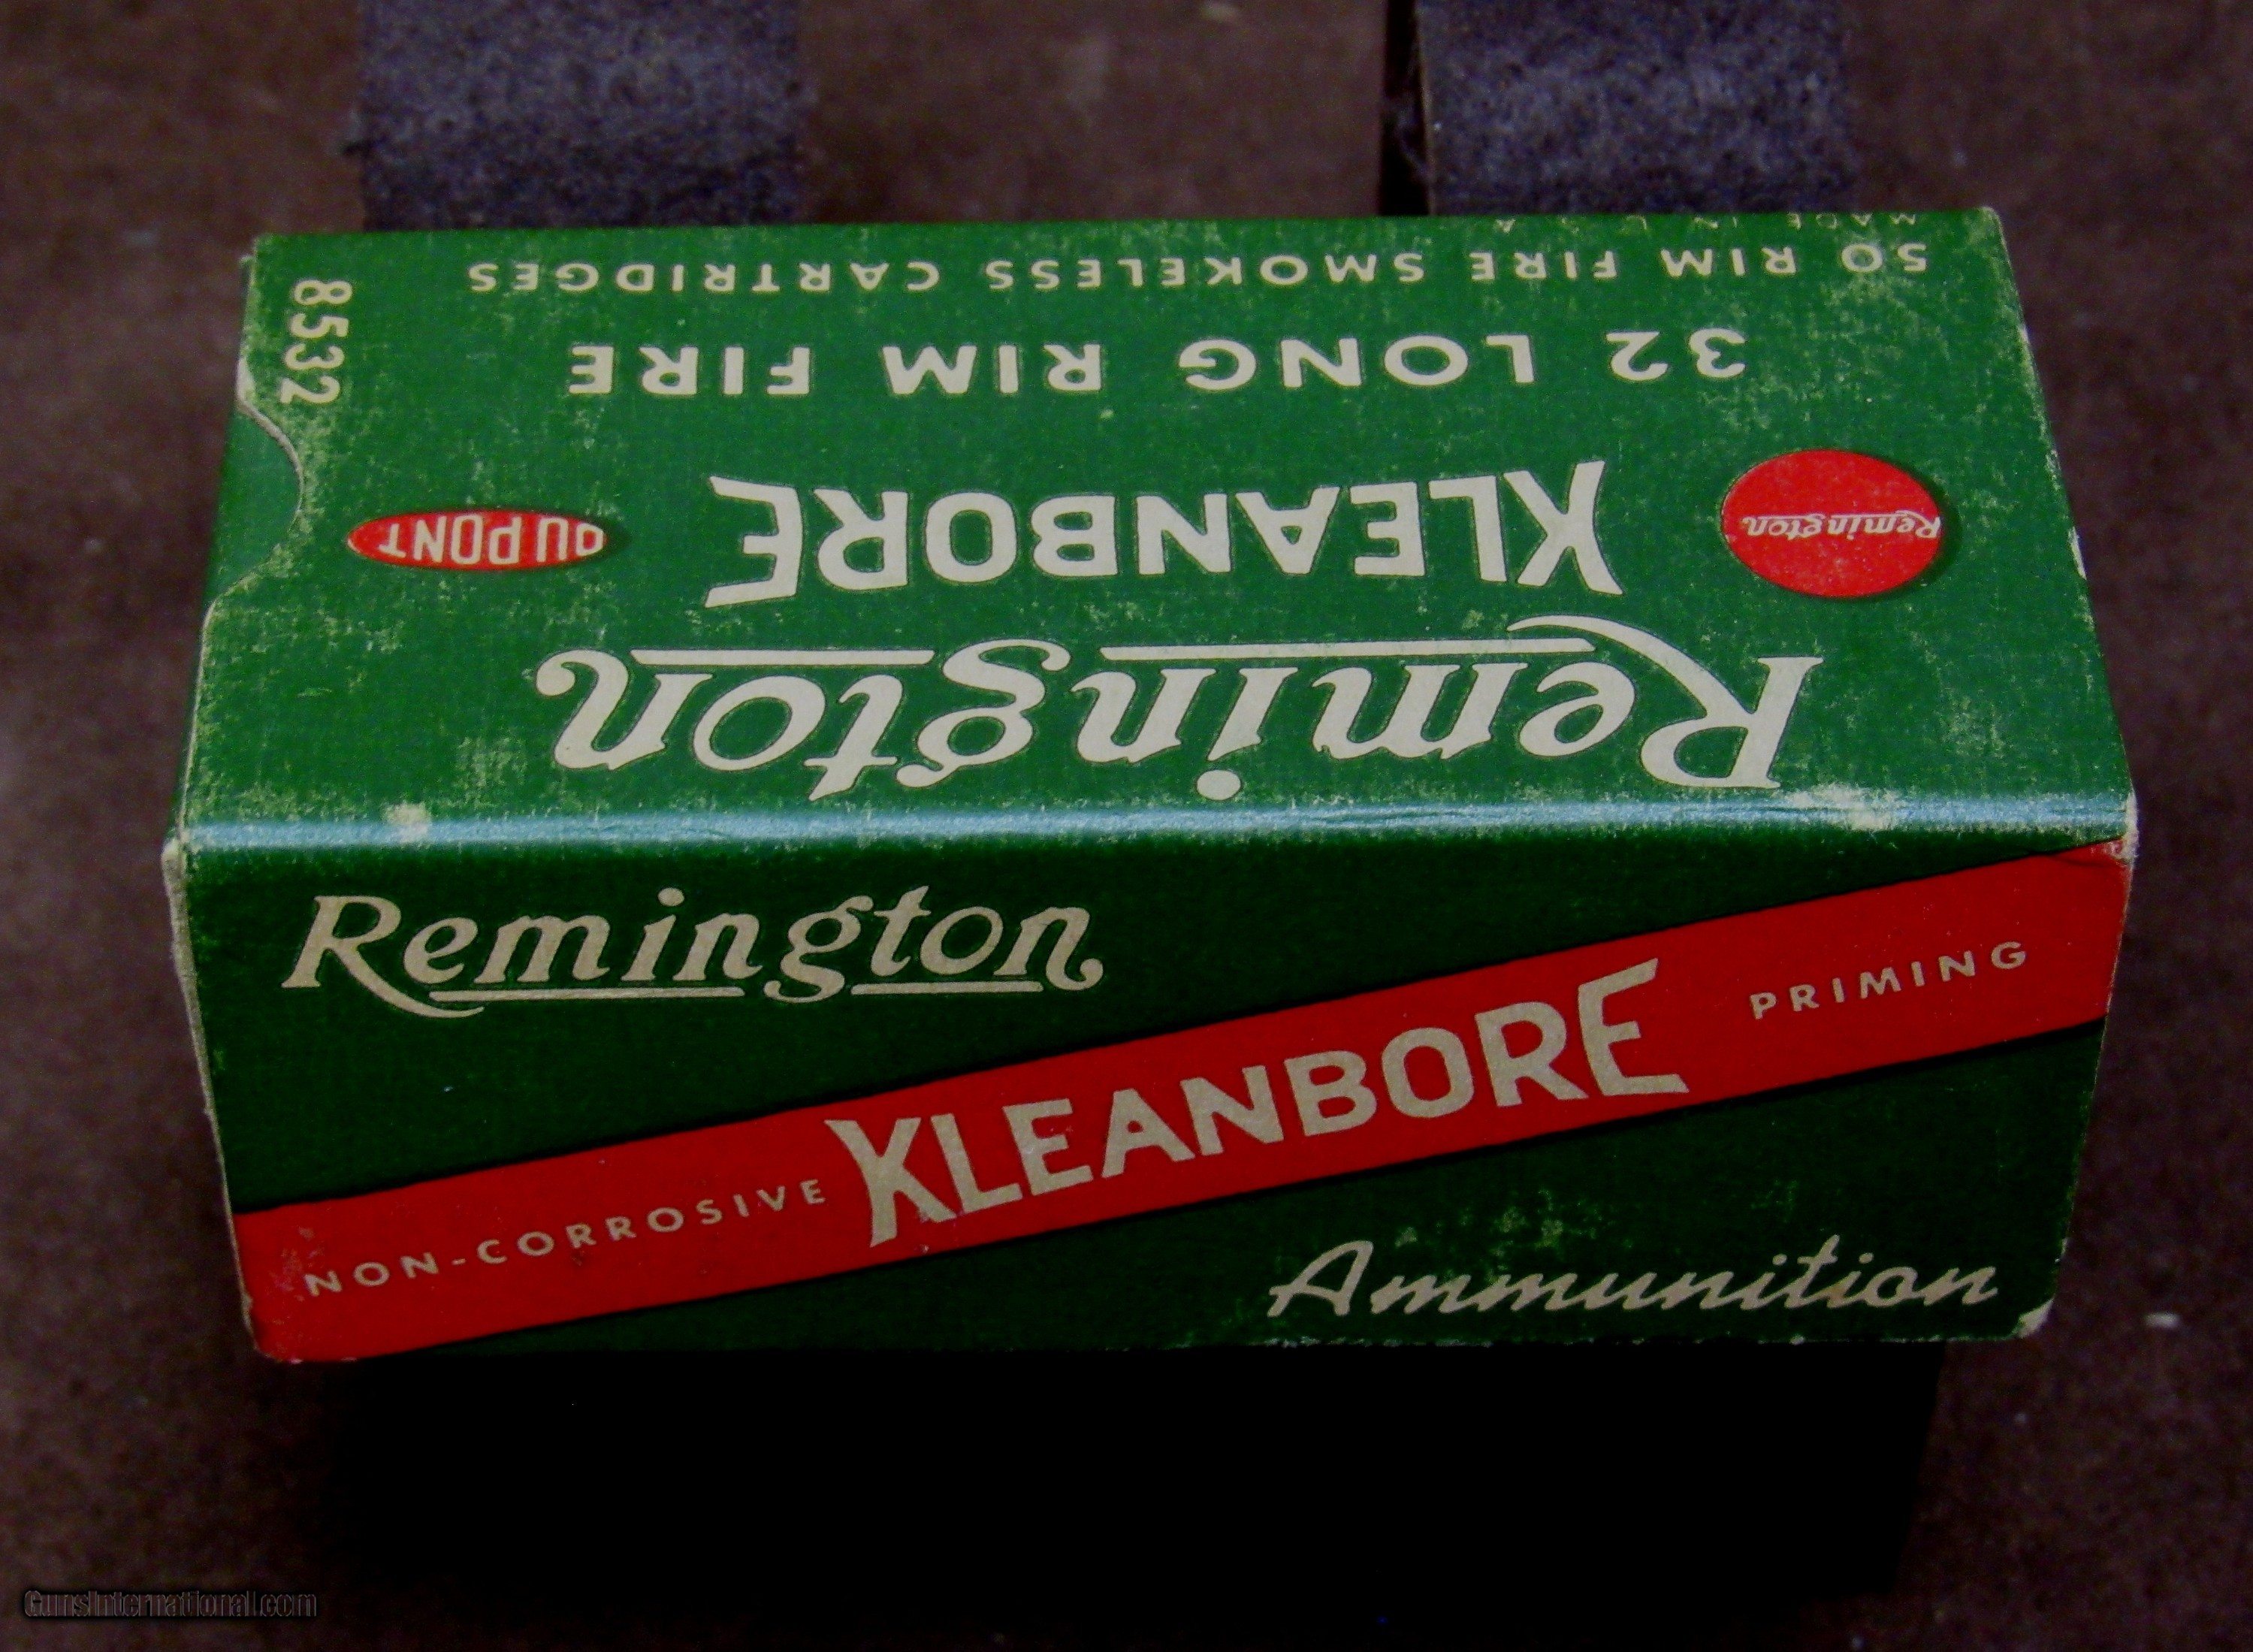 Remington
KLEANBORE
Remington
DU PONT
32 LONG RIM FIRE
50 RIM FIRE SMOKELESS CARTRIDGES
MADE IN U.S.A.
8532
Remington
NON-CORROSIVE KLEANBORE PRIMING
Ammunition
GunsInternational.com